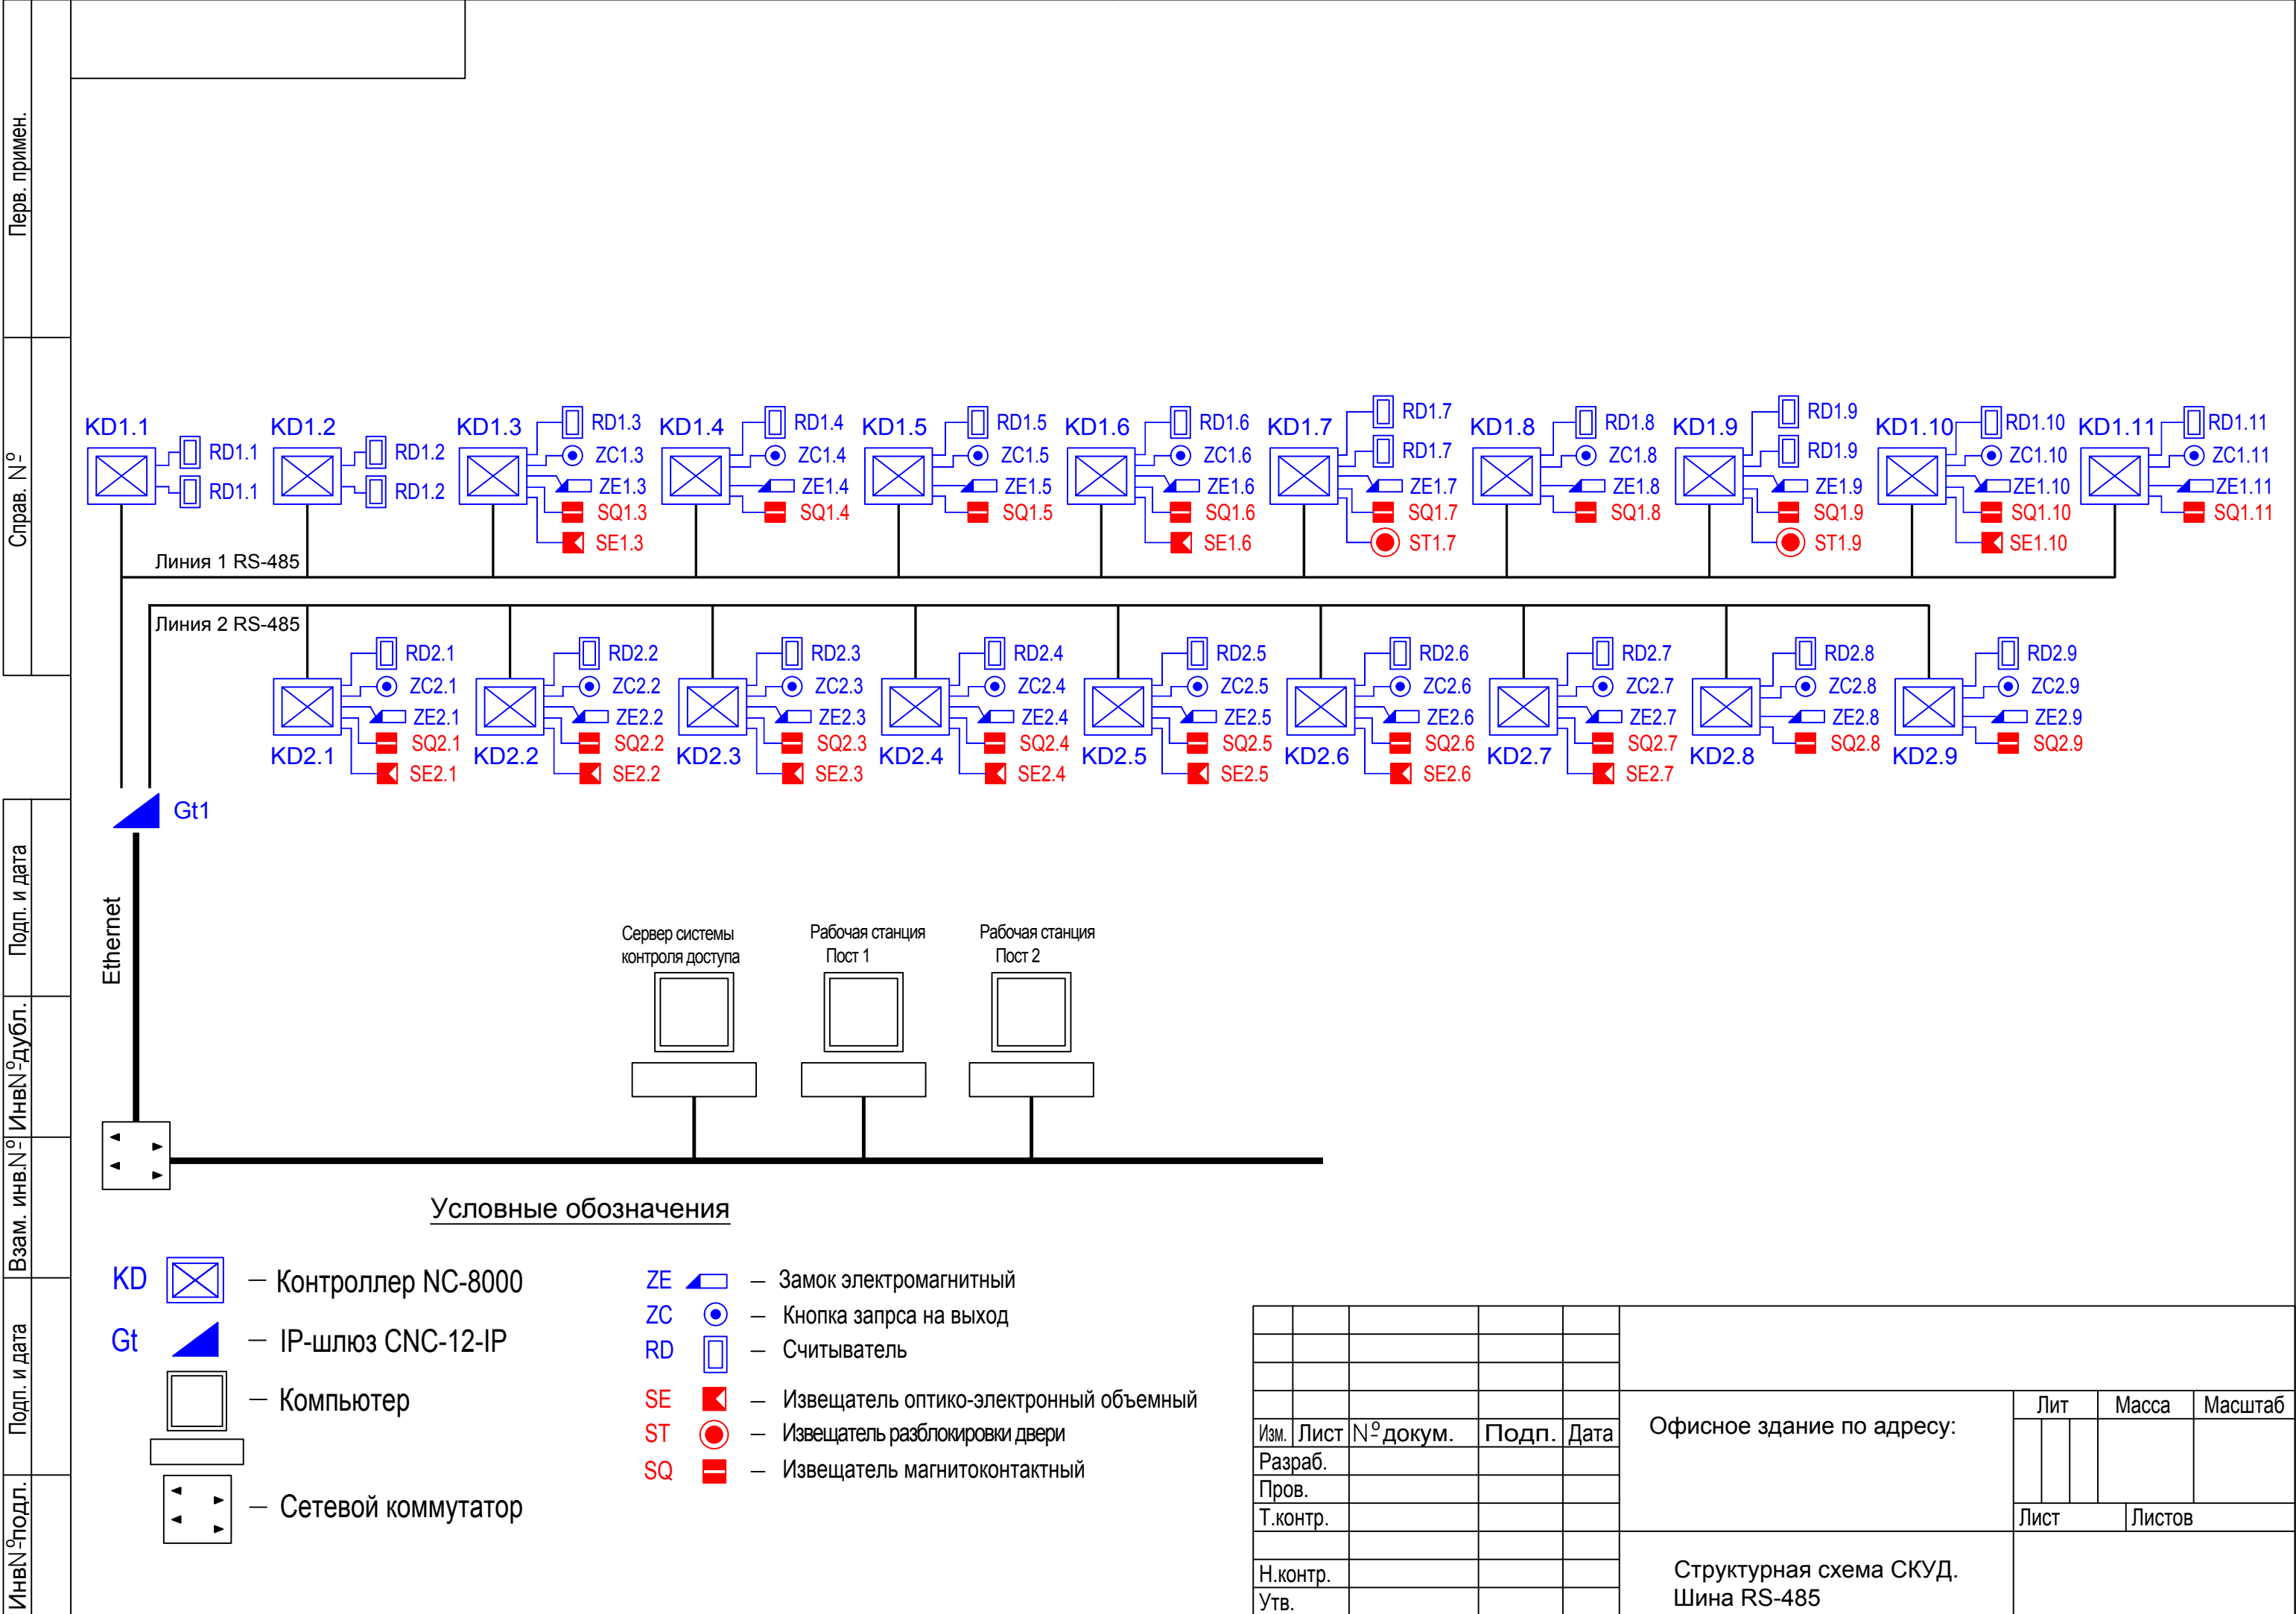 Перв. примен.
Справ. №
Подп. и дата
Инв№дубл.
Взам. инв.№
Подп. и дата
Инв№подл.
KD1.1
RD1.1
RD1.1
KD1.2
RD1.2
RD1.2
KD1.3
RD1.3
ZC1.3
ZE1.3
SQ1.3
SE1.3
KD1.4
RD1.4
ZC1.4
ZE1.4
SQ1.4
KD1.5
RD1.5
ZC1.5
ZE1.5
SQ1.5
KD1.6
RD1.6
ZC1.6
ZE1.6
SQ1.6
SE1.6
KD1.7
RD1.7
RD1.7
ZE1.7
SQ1.7
ST1.7
KD1.8
RD1.8
ZC1.8
ZE1.8
SQ1.8
KD1.9
RD1.9
RD1.9
ZE1.9
SQ1.9
ST1.9
KD1.10
RD1.10
ZC1.10
ZE1.10
SQ1.10
SE1.10
KD1.11
RD1.11
ZC1.11
ZE1.11
SQ1.11
Линия 1 RS-485
Линия 2 RS-485
KD2.1
RD2.1
ZC2.1
ZE2.1
SQ2.1
SE2.1
KD2.2
RD2.2
ZC2.2
ZE2.2
SQ2.2
SE2.2
KD2.3
RD2.3
ZC2.3
ZE2.3
SQ2.3
SE2.3
KD2.4
RD2.4
ZC2.4
ZE2.4
SQ2.4
SE2.4
KD2.5
RD2.5
ZC2.5
ZE2.5
SQ2.5
SE2.5
KD2.6
RD2.6
ZC2.6
ZE2.6
SQ2.6
SE2.6
KD2.7
RD2.7
ZC2.7
ZE2.7
SQ2.7
SE2.7
KD2.8
RD2.8
ZC2.8
ZE2.8
SQ2.8
KD2.9
RD2.9
ZC2.9
ZE2.9
SQ2.9
Gt1
Ethernet
Сервер системы
контроля доступа
Рабочая станция
Пост 1
Рабочая станция
Пост 2
Условные обозначения
KD — Контроллер NC-8000
Gt — IP-шлюз CNC-12-IP
— Компьютер
— Сетевой коммутатор
ZE — Замок электромагнитный
ZC — Кнопка запрса на выход
RD — Считыватель
SE — Извещатель оптико-электронный объемный
ST — Извещатель разблокировки двери
SQ — Извещатель магнитоконтактный
Изм. Лист № докум. Подп. Дата
Разраб.
Пров.
Т.контр.
Н.контр.
Утв.
Офисное здание по адресу:
Лит Масса Масштаб
Лист Листов
Структурная схема СКУД.
Шина RS-485